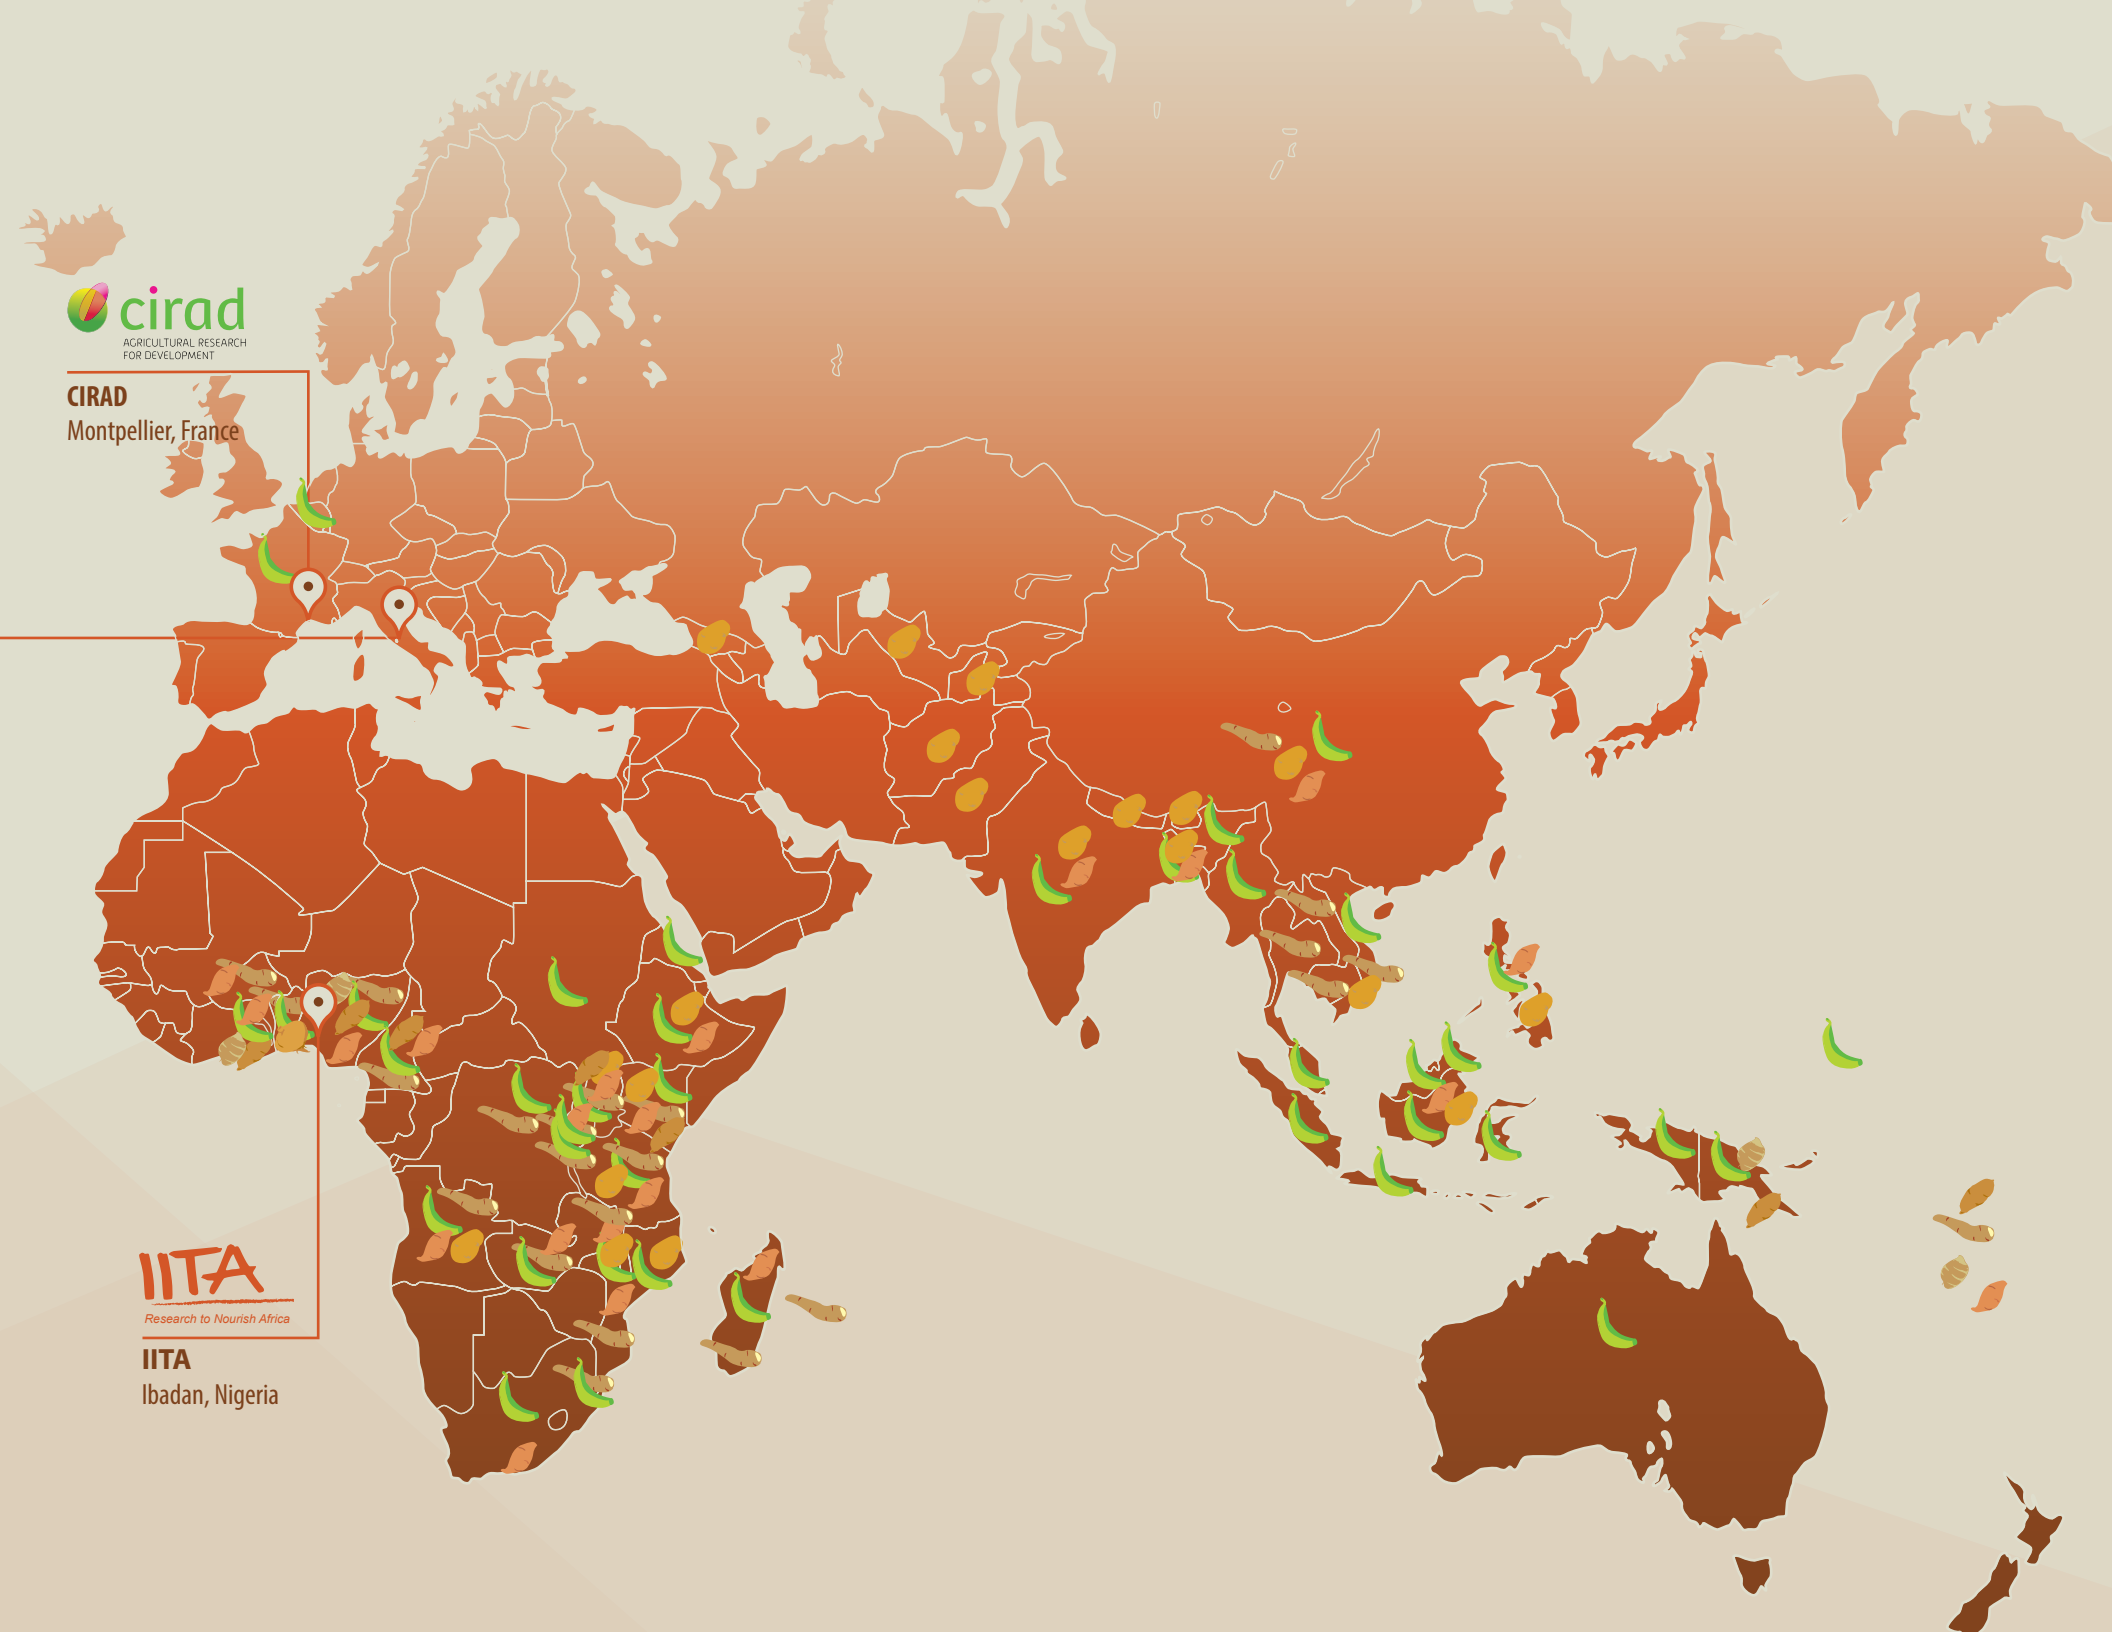 cirad
AGRICULTURAL RESEARCH
FOR DEVELOPMENT
CIRAD
Montpellier, France
IITA
Research to Nourish Africa
IITA
Ibadan, Nigeria